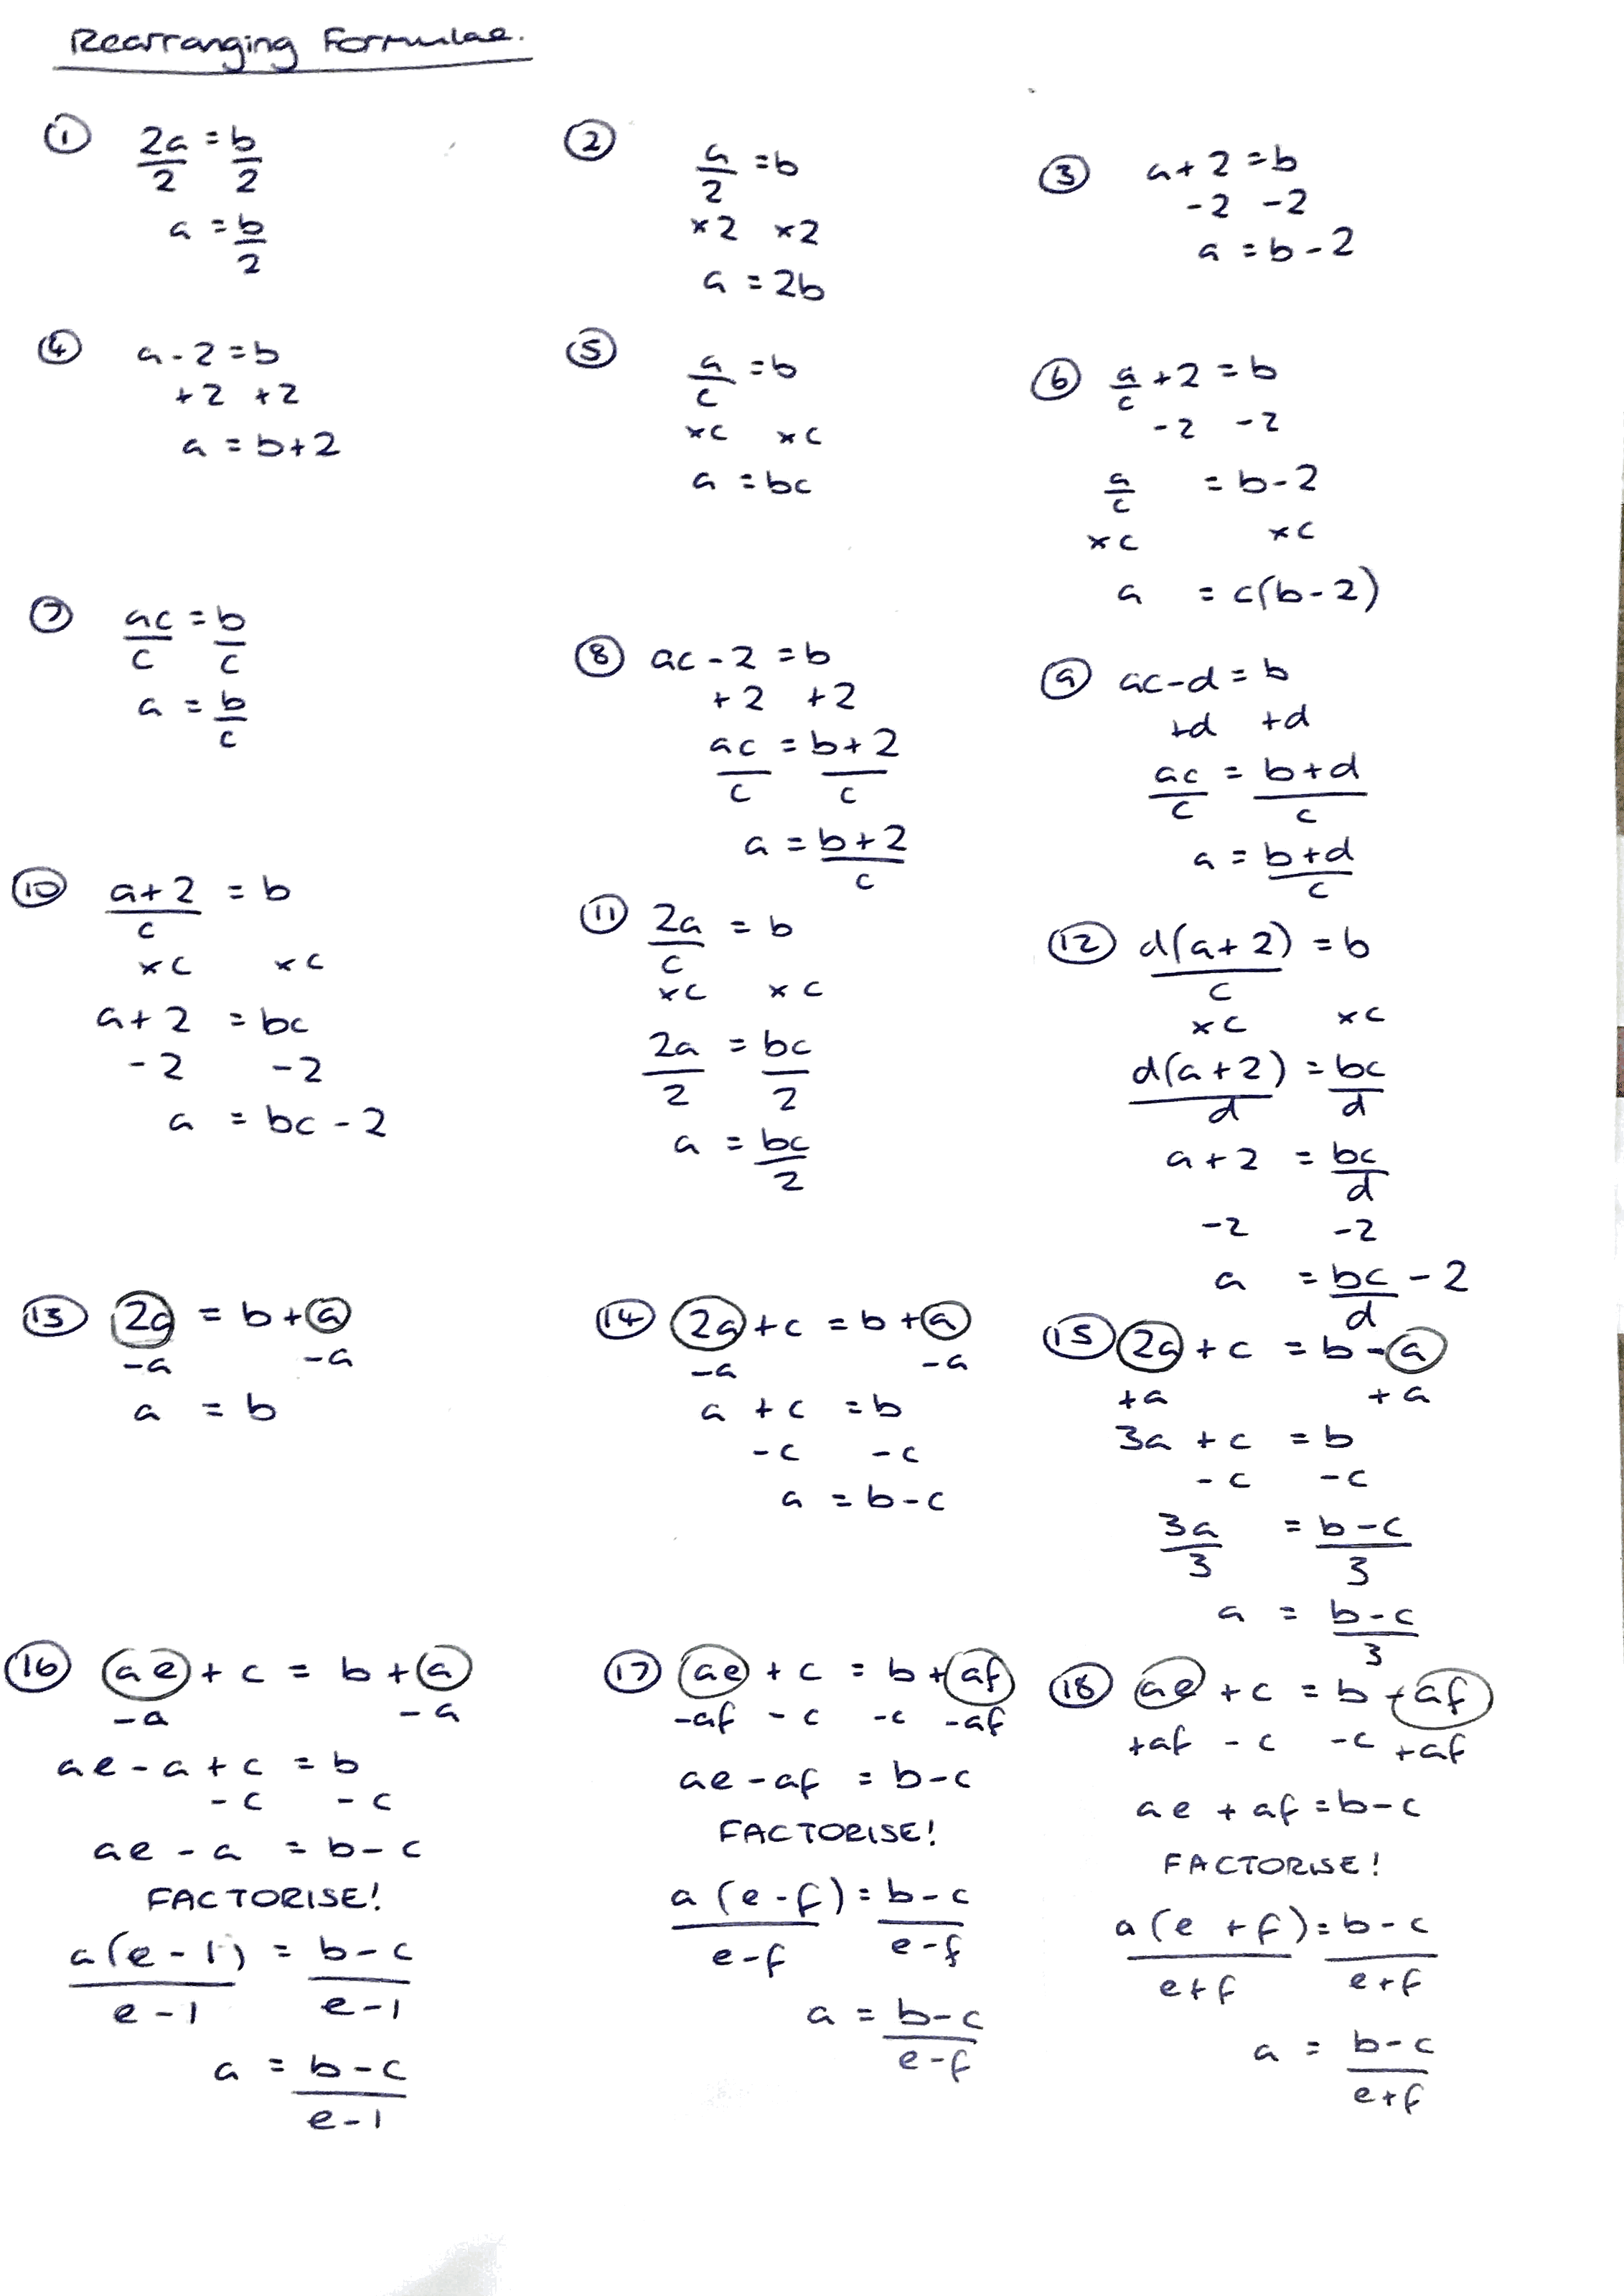 Rearranging Formulae.
① 2a/2 = b/2
a = b/2
② a/2 = b
×2 ×2
a = 2b
③ a + 2 = b
-2 -2
a = b - 2
④ a - 2 = b
+2 +2
a = b + 2
⑤ a/c = b
×c ×c
a = bc
⑥ a/c + 2 = b
-2 -2
a/c = b - 2
×c ×c
a = c(b - 2)
⑦ ac/c = b/c
a = b/c
⑧ ac - 2 = b
+2 +2
ac/c = b + 2/c
a = b + 2/c
⑨ ac - d = b
+d +d
ac/c = b + d/c
a = b + d/c
⑩ a + 2/c = b
×c ×c
a + 2 = bc
-2 -2
a = bc - 2
⑪ 2a/c = b
×c ×c
2a/2 = bc/2
a = bc/2
⑫ d(a + 2)/c = b
×c ×c
d(a + 2)/d = bc/d
a + 2 = bc/d
-2 -2
a = bc/d - 2
⑬ 2a = b + a
-a -a
a = b
⑭ 2a + c = b + a
-a -a
a + c = b
-c -c
a = b - c
⑮ 2a + c = b - a
+a +a
3a + c = b
-c -c
3a/3 = b - c/3
a = b - c/3
⑯ ae + c = b + a
-a -a
ae - a + c = b
-c -c
ae - a = b - c
FACTORISE!
a(e - 1)/e - 1 = b - c/e - 1
a = b - c/e - 1
⑰ ae + c = b + af
-af -c -c -af
ae - af = b - c
FACTORISE!
a(e - f)/e - f = b - c/e - f
a = b - c/e - f
⑱ ae + c = b - af
+af -c -c +af
ae + af = b - c
FACTORISE!
a(e + f)/e + f = b - c/e + f
a = b - c/e + f